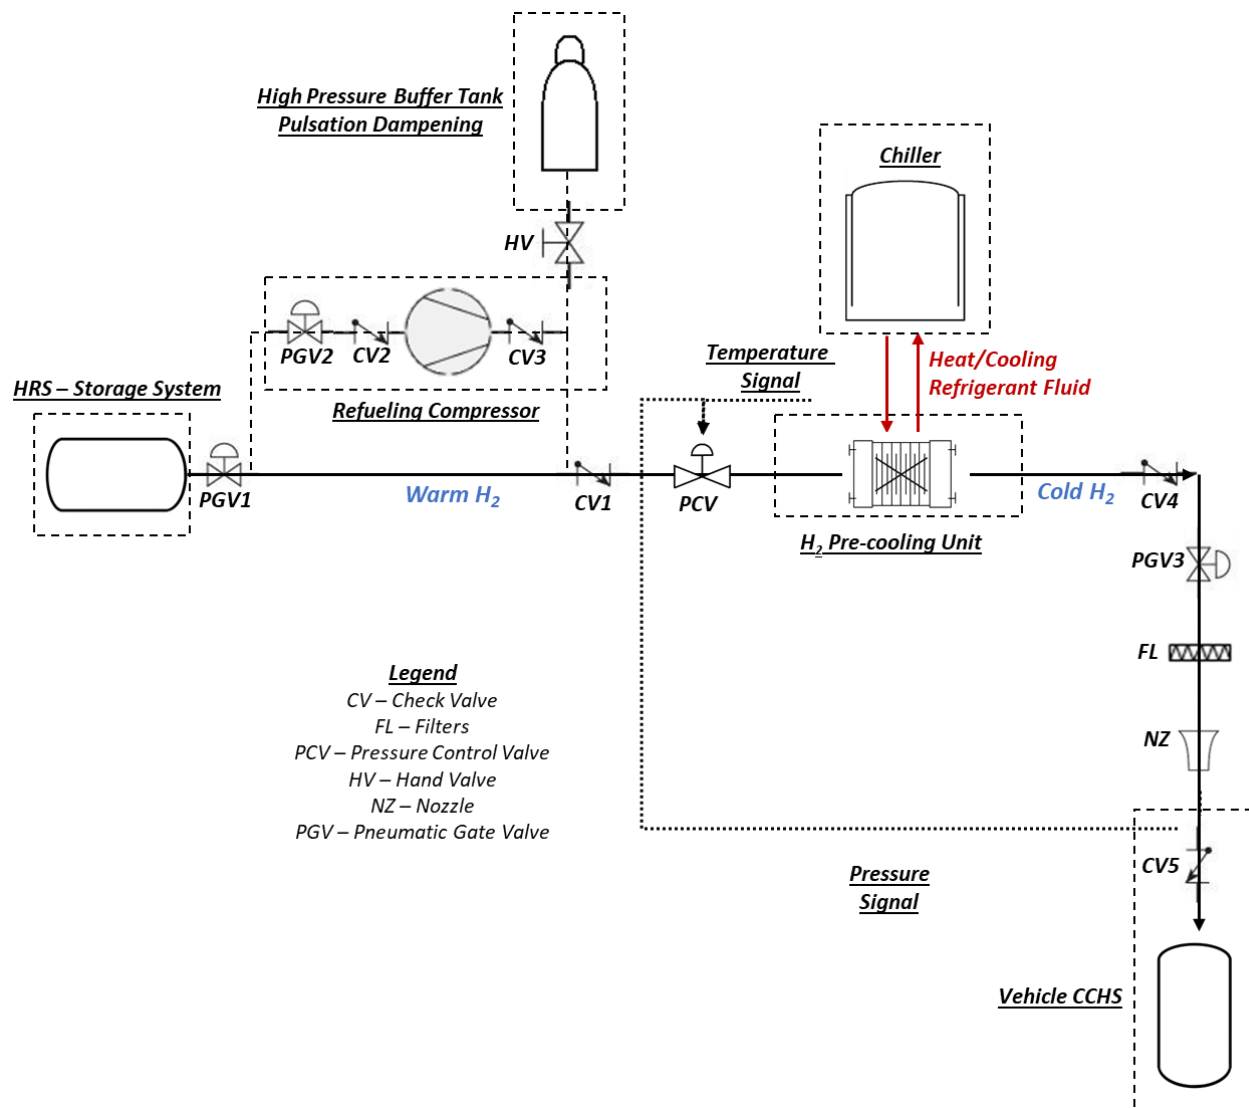 High Pressure Buffer Tank
Pulsation Dampening
Chiller
HV
PGV2
CV2
CV3
Refueling Compressor
Temperature
Signal
Heat/Cooling
Refrigerant Fluid
HRS – Storage System
PGV1
Warm H2
CV1
PCV
H2 Pre-cooling Unit
Cold H2
CV4
PGV3
FL
NZ
Legend
CV – Check Valve
FL – Filters
PCV – Pressure Control Valve
HV – Hand Valve
NZ – Nozzle
PGV – Pneumatic Gate Valve
Pressure
Signal
CV5
Vehicle CCHS